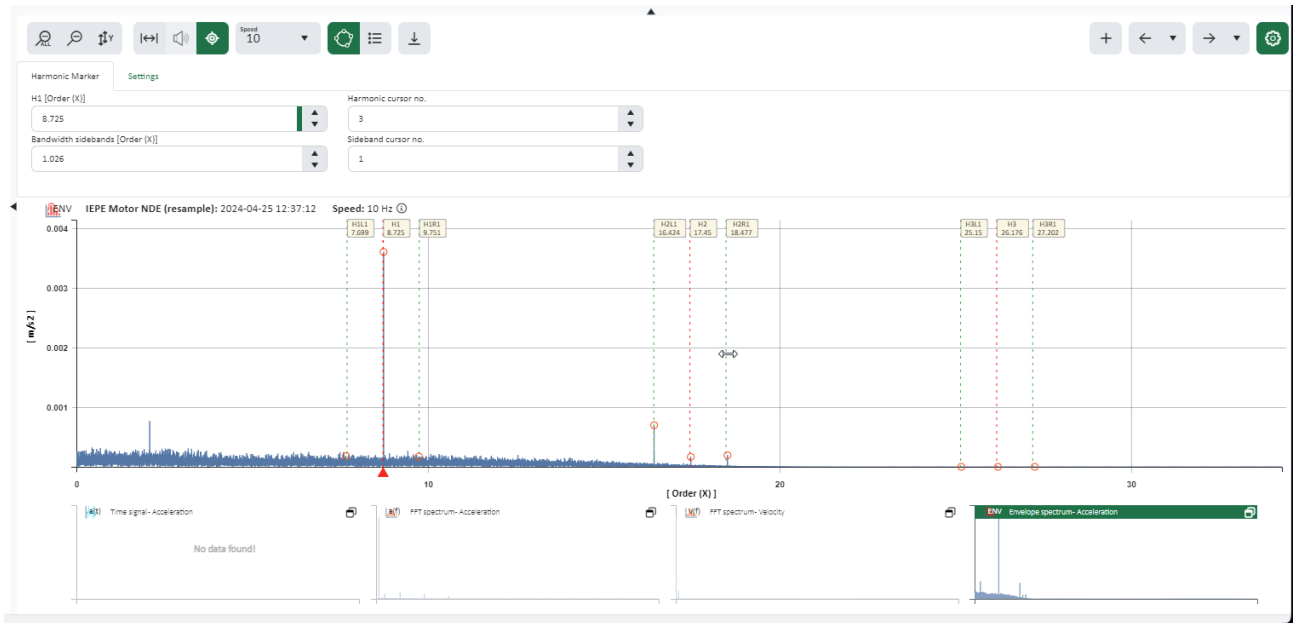 ALL Y Speed 10
Harmonic Marker Settings
H1 [Order (X)] Harmonic cursor no.
8.725 3
Bandwidth sidebands [Order (X)] Sideband cursor no.
1.026 1
ENV IEPE Motor NDE (resample): 2024-04-25 12:37:12 Speed: 10 Hz
H1L1 H1 H1R1 H2L1 H2 H2R1 H3L1 H3 H3R1
7.699 8.725 9.751 16.424 17.45 18.477 25.15 26.176 27.202
0.004
0.003
[ m/s2 ]
0.002
0.001
0 10 20 30
[ Order (X) ]
a(t) Time signal- Acceleration a(f) FFT spectrum- Acceleration v(f) FFT spectrum- Velocity ENV Envelope spectrum- Acceleration
No data found!